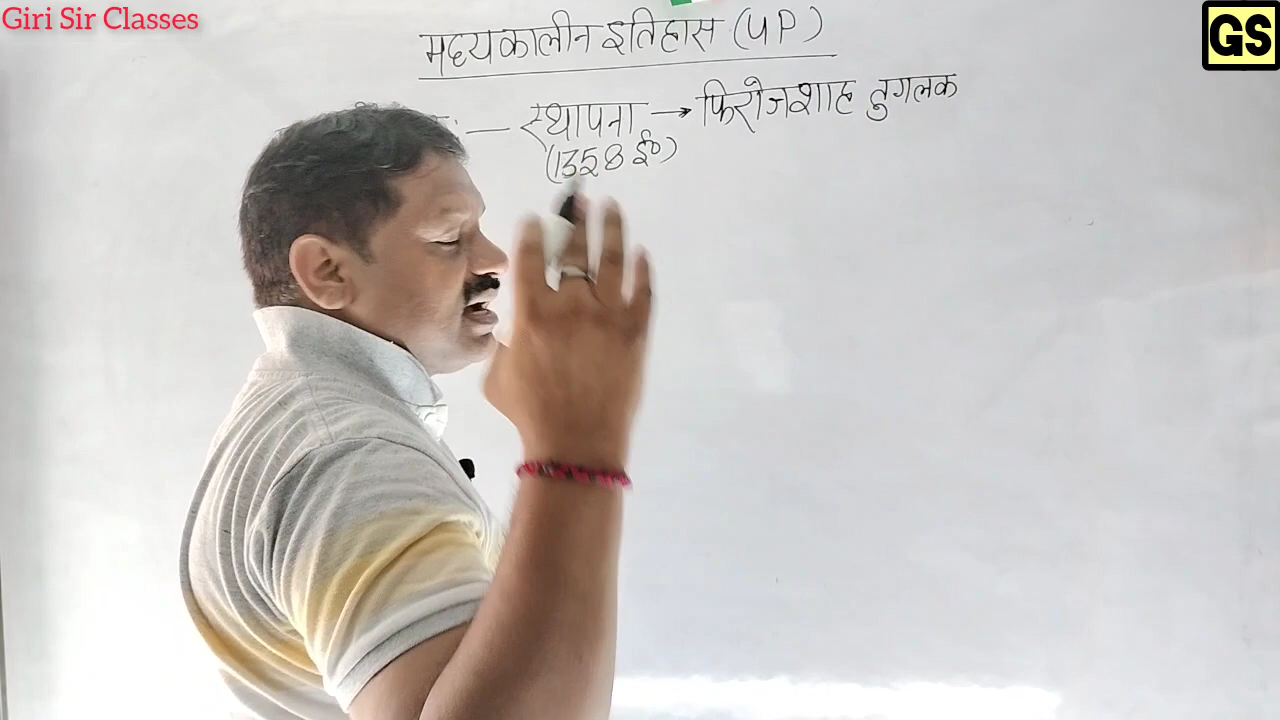 Giri Sir Classes
GS
मध्यकालीन इतिहास (UP)
— स्थापना → फिरोजशाह तुगलक
(1358 ई०)